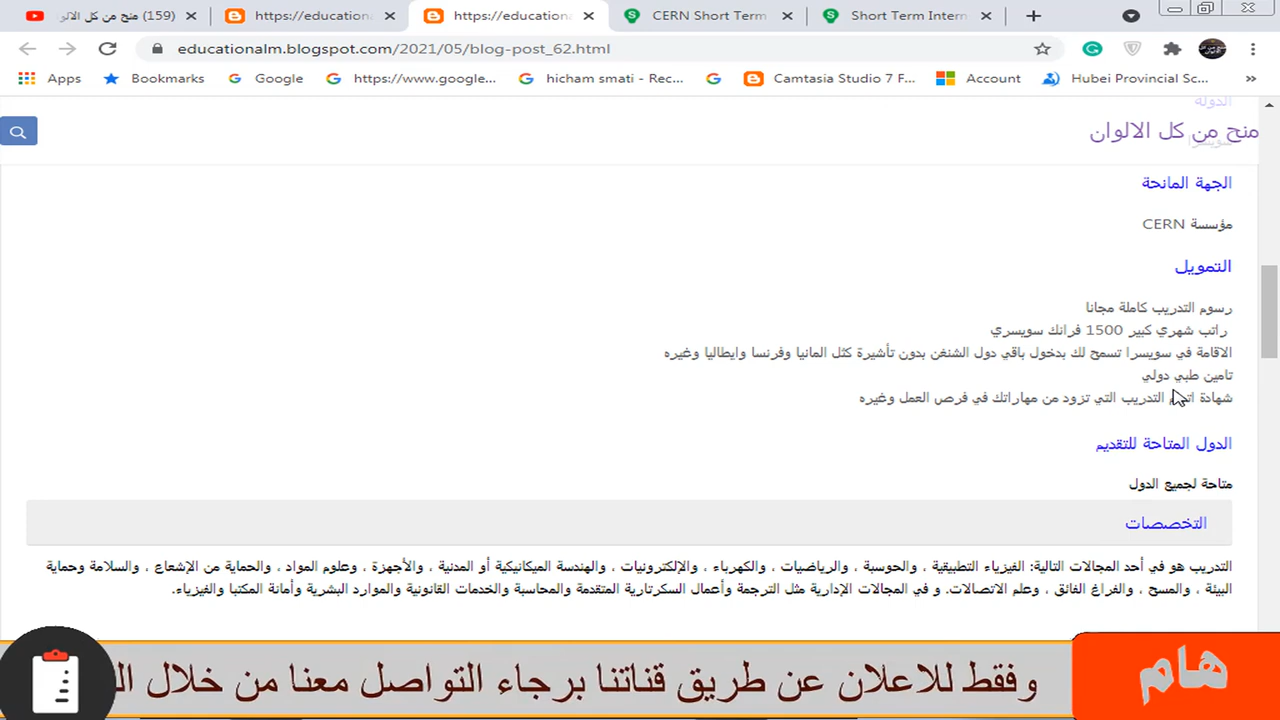 (159) منح من كل الالو
https://education
https://education
CERN Short Term
Short Term Intern
educationalm.blogspot.com/2021/05/blog-post_62.html
Apps
Bookmarks
Google
https://www.google...
hicham smati - Rec...
Camtasia Studio 7 F...
Account
Hubei Provincial Sc...
»
الدولة
منح من كل الالوان
سويسرا
الجهة المانحة
مؤسسة CERN
التمويل
رسوم التدريب كاملة مجانا
راتب شهري كبير 1500 فرانك سويسري
الاقامة في سويسرا تسمح لك بدخول باقي دول الشنغن بدون تأشيرة كثل المانيا وفرنسا وايطاليا وغيره
تامين طبي دولي
شهادة التدريب التي تزود من مهاراتك في فرص العمل وغيره
الدول المتاحة للتقديم
متاحة لجميع الدول
التخصصات
التدريب هو في أحد المجالات التالية: الفيزياء التطبيقية ، والحوسبة ، والرياضيات ، والكهرباء ، والإلكترونيات ، والهندسة الميكانيكية أو المدنية ، والأجهزة ، وعلوم المواد ، والحماية من الإشعاع ، والسلامة وحماية
البيئة ، والمسح ، والفراغ الفائق ، وعلم الاتصالات. و في المجالات الإدارية مثل الترجمة وأعمال السكرتارية المتقدمة والمحاسبة والخدمات القانونية والموارد البشرية وأمانة المكتبا والفيزياء.
هام
وفقط للاعلان عن طريق قناتنا برجاء التواصل معنا من خلال